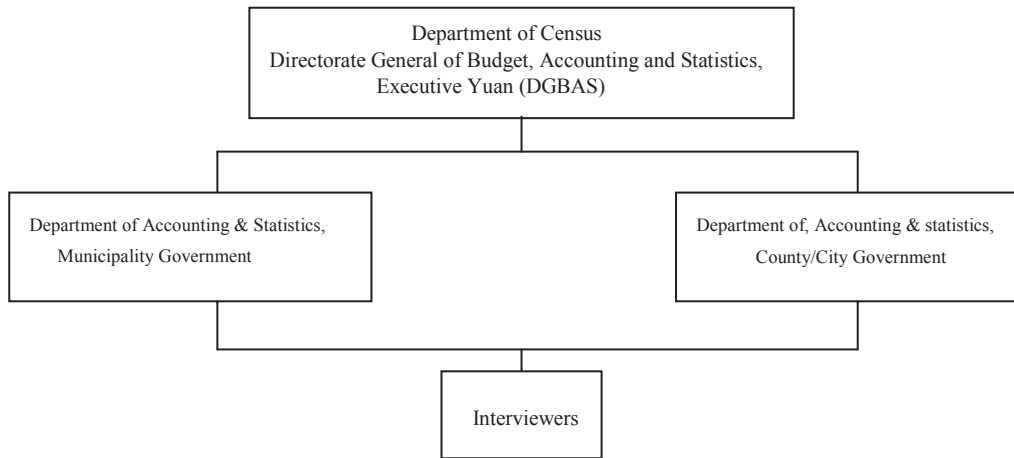 Department of Census
Directorate General of Budget, Accounting and Statistics,
Executive Yuan (DGBAS)
Department of Accounting & Statistics,
Municipality Government
Department of, Accounting & statistics,
County/City Government
Interviewers